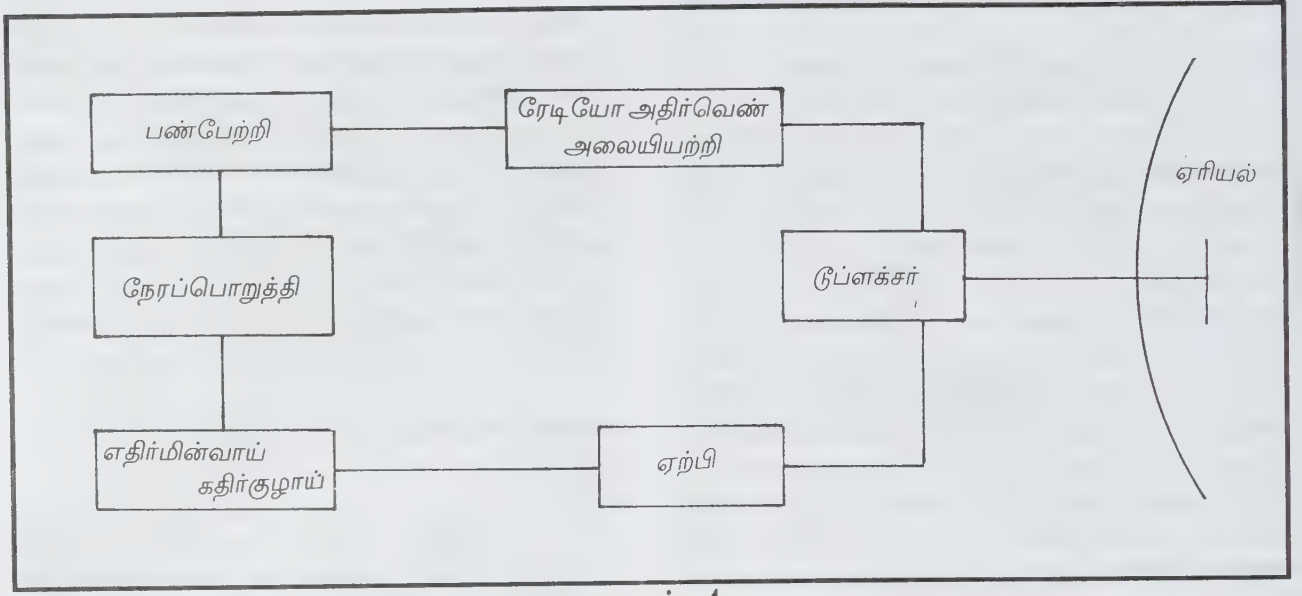 பண்பேற்றி
ரேடியோ அதிர்வெண்
அலையியற்றி
ஏரியல்
நேரப்பொறுத்தி
டூப்ளக்சர்
எதிர்மின்வாய்
கதிர்குழாய்
ஏற்பி